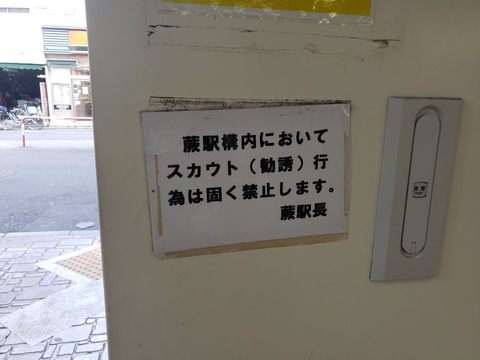 蕨駅構内において
スカウト（勧誘）行
為は固く禁止します。
蕨駅長